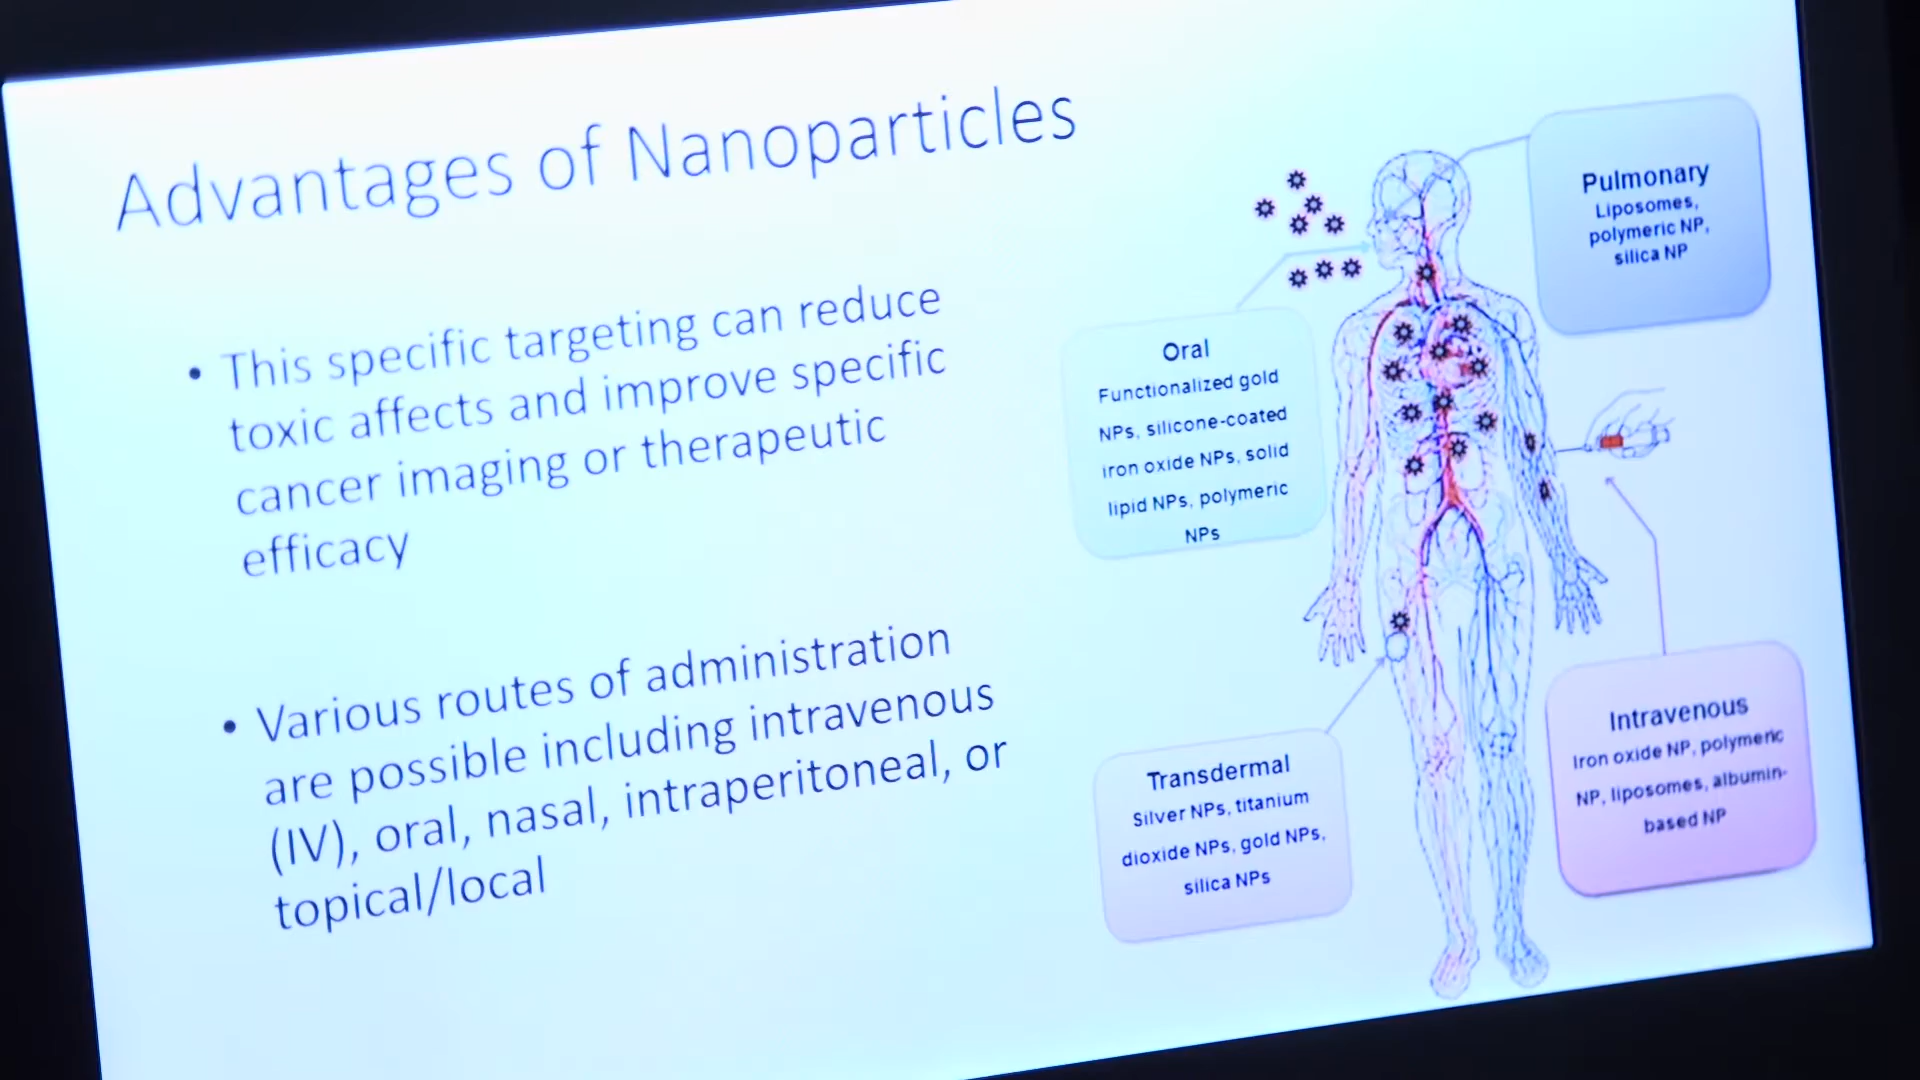 Advantages of Nanoparticles
• This specific targeting can reduce
toxic affects and improve specific
cancer imaging or therapeutic
efficacy
• Various routes of administration
are possible including intravenous
(IV), oral, nasal, intraperitoneal, or
topical/local
Pulmonary
Liposomes,
polymeric NP,
silica NP
Oral
Functionalized gold
NPs, silicone-coated
iron oxide NPs, solid
lipid NPs, polymeric
NPs
Transdermal
Silver NPs, titanium
dioxide NPs, gold NPs,
silica NPs
Intravenous
Iron oxide NP, polymeric
NP, liposomes, albumin-
based NP